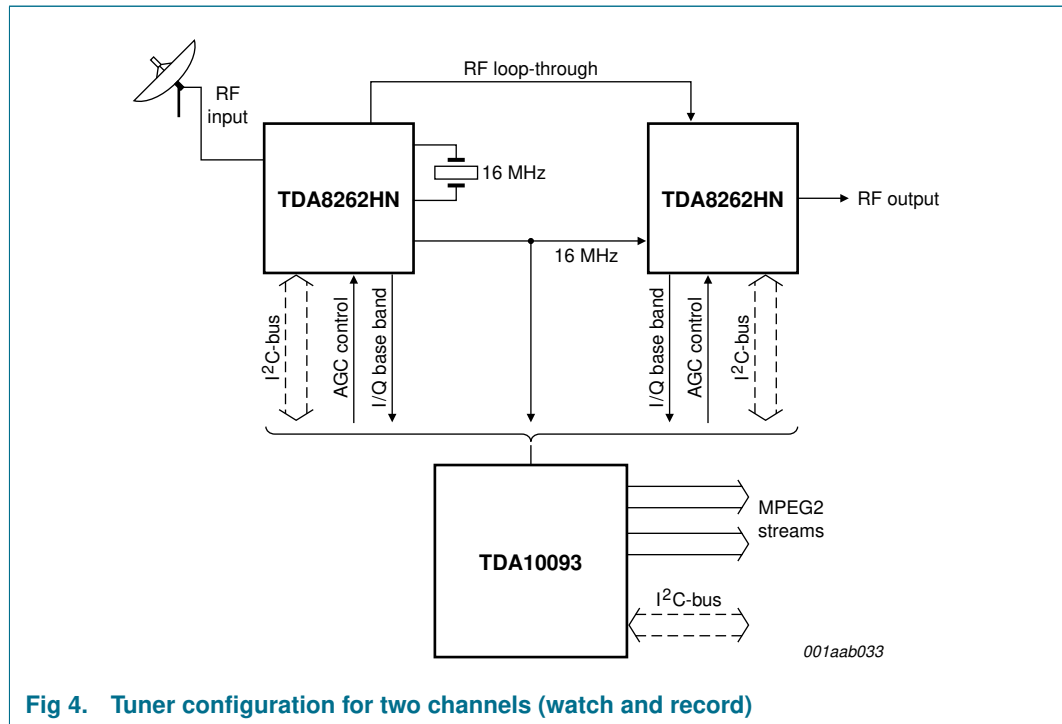 RF loop-through
RF
input
16 MHz
TDA8262HN
TDA8262HN
RF output
16 MHz
I²C-bus
AGC control
I/Q base band
I/Q base band
AGC control
I²C-bus
MPEG2
streams
TDA10093
I²C-bus
001aab033
Fig 4. Tuner configuration for two channels (watch and record)